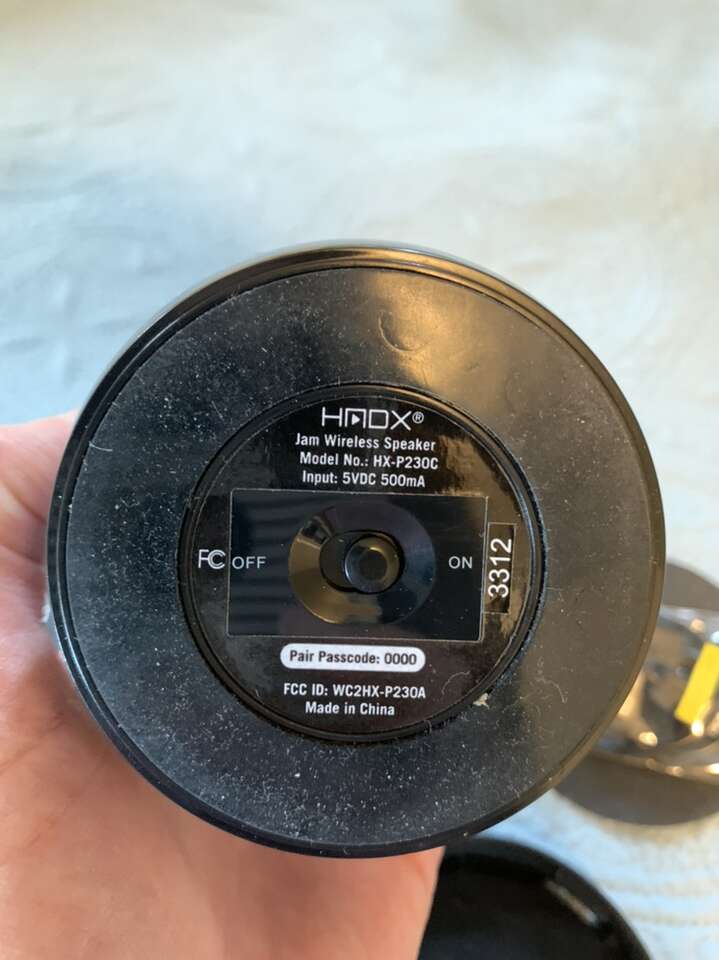 HMDX®
Jam Wireless Speaker
Model No.: HX-P230C
Input: 5VDC 500mA
FC OFF
ON
3312
Pair Passcode: 0000
FCC ID: WC2HX-P230A
Made in China